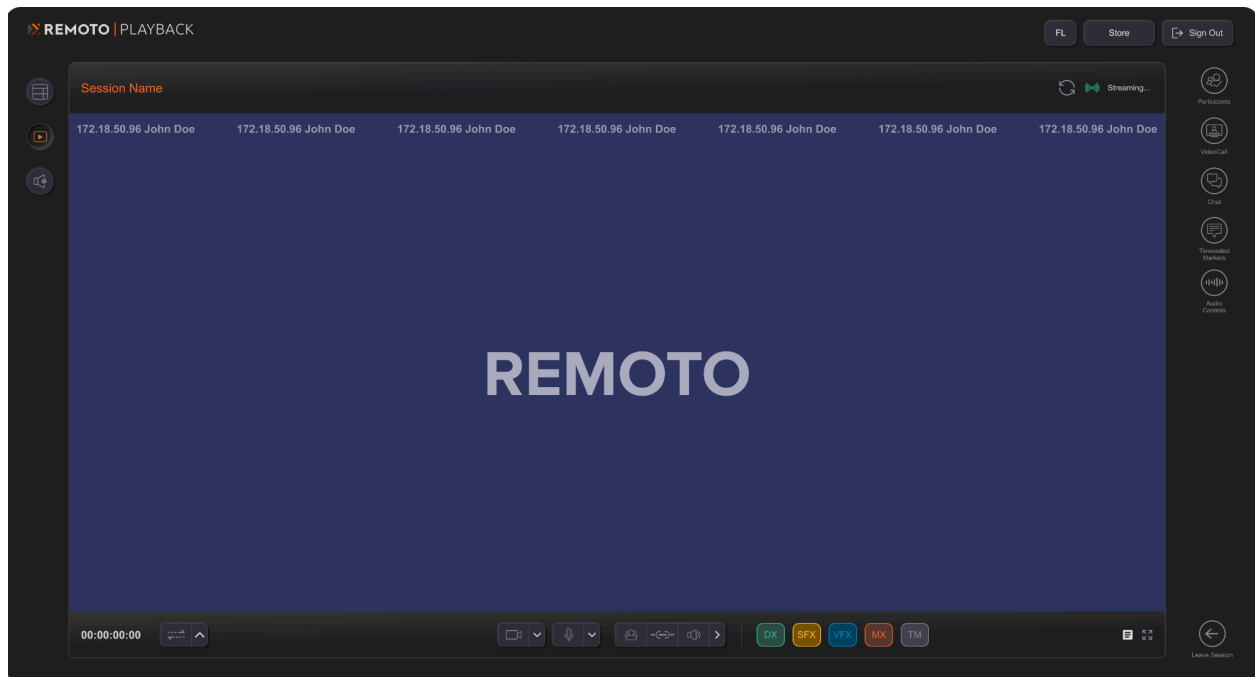 REMOTO | PLAYBACK
FL
Store
Sign Out
Session Name
Streaming...
Participants
172.18.50.96 John Doe 172.18.50.96 John Doe 172.18.50.96 John Doe 172.18.50.96 John Doe 172.18.50.96 John Doe 172.18.50.96 John Doe 172.18.50.96 John Doe
VideoCall
Chat
Timecoded
Markers
Audio
Controls
REMOTO
00:00:00:00
DX
SFX
VFX
MX
TM
Leave Session